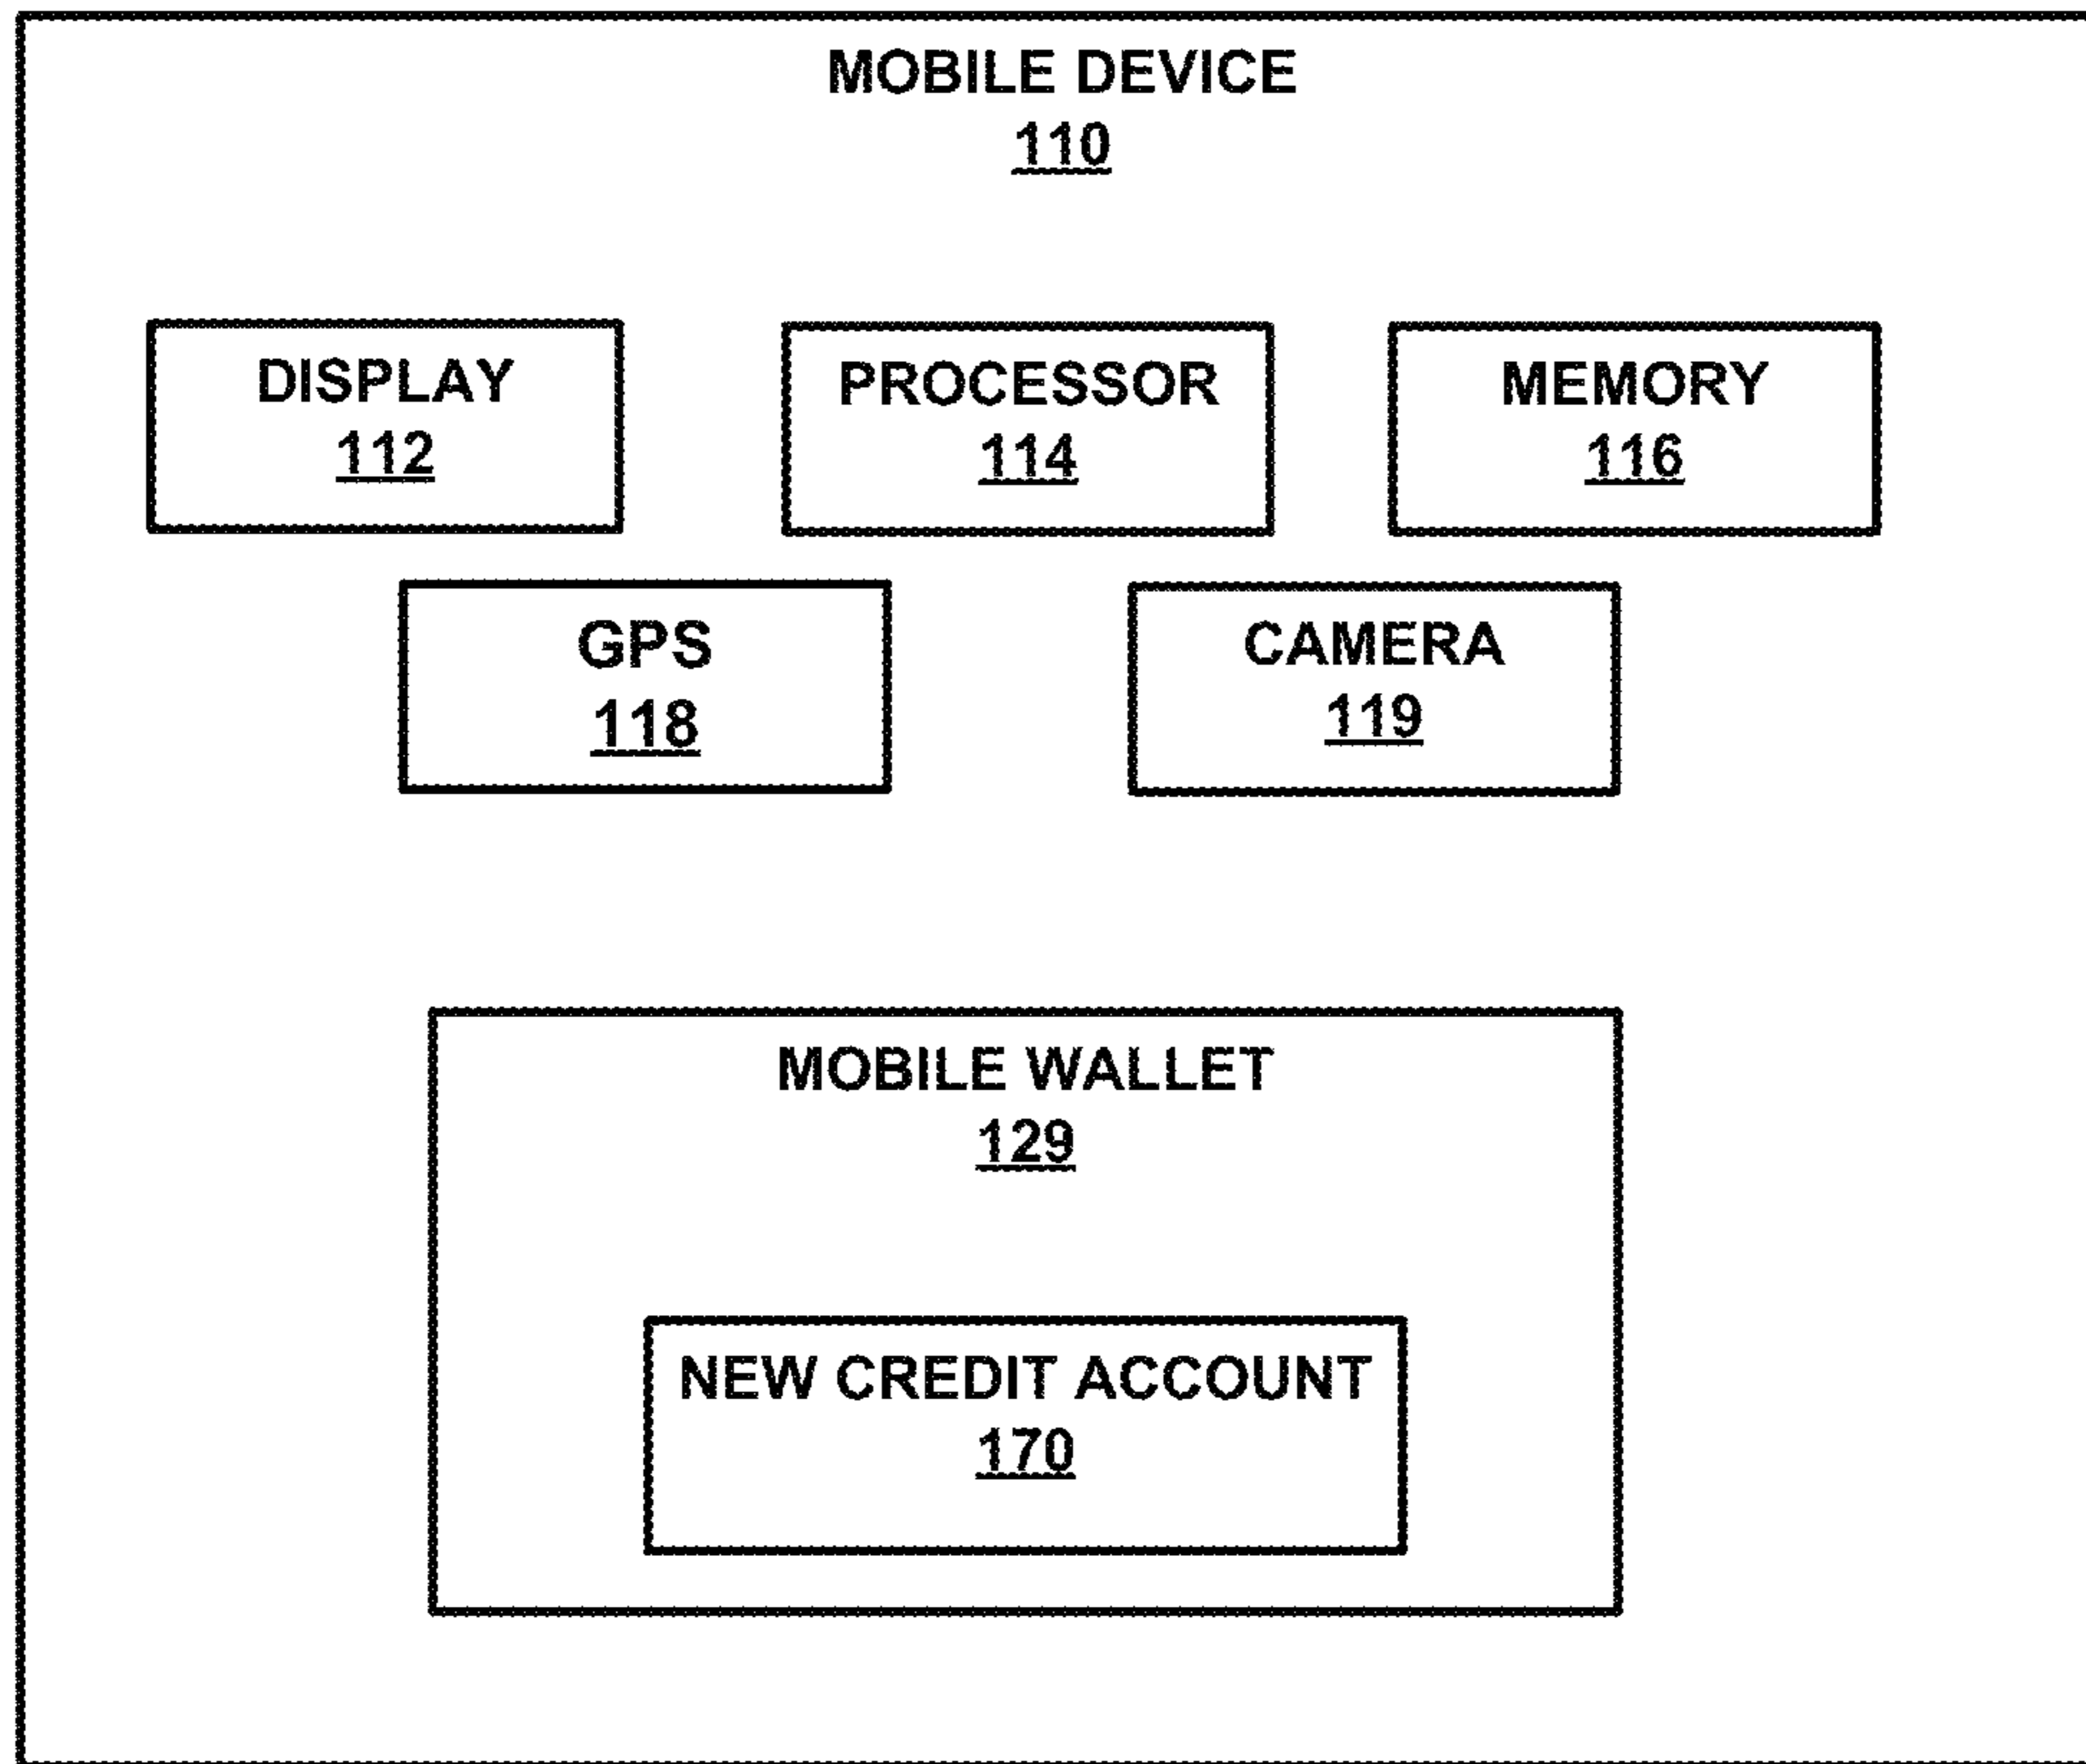 MOBILE DEVICE
110
DISPLAY
112
PROCESSOR
114
MEMORY
116
GPS
118
CAMERA
119
MOBILE WALLET
129
NEW CREDIT ACCOUNT
170